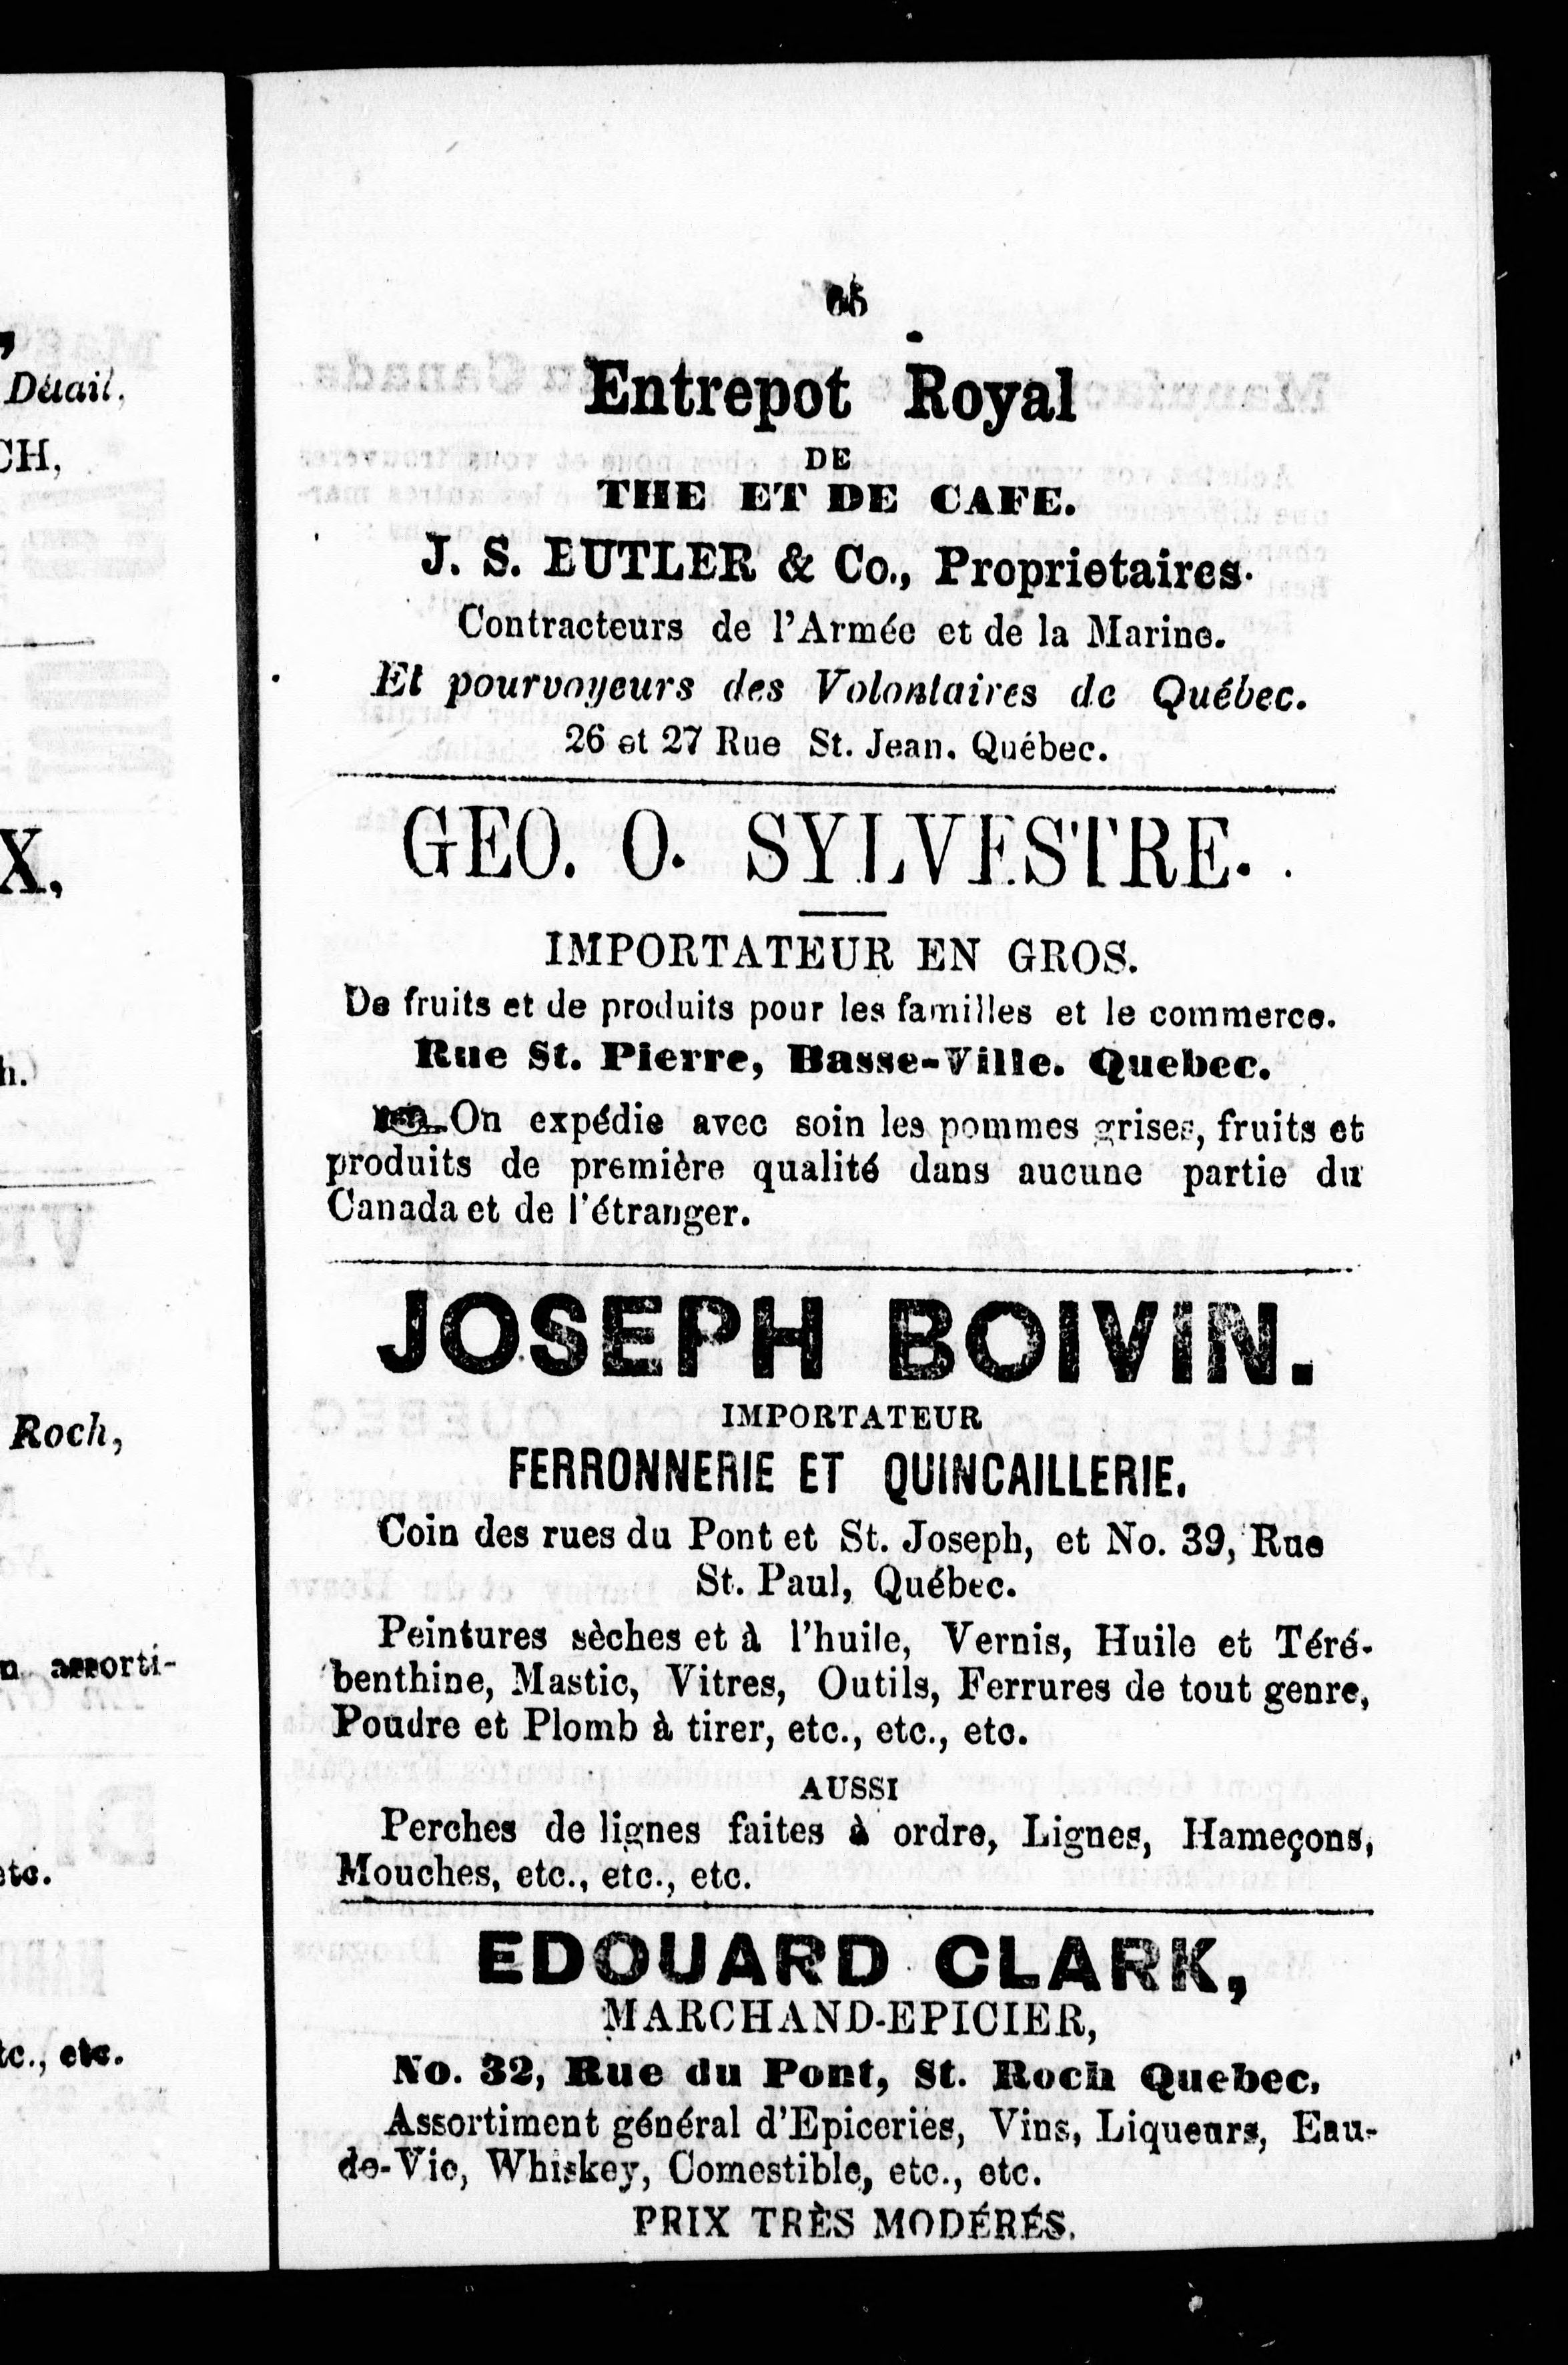 Détail,
CH,
X,
h.
Roch,
n assorti-
etc.
tc., etc.
65
Entrepot Royal
DE
THE ET DE CAFE.
J. S. BUTLER & Co., Proprietaires.
Contracteurs de l'Armée et de la Marine.
Et pourvoyeurs des Volontaires de Québec.
26 et 27 Rue St. Jean. Québec.
GEO. O. SYLVESTRE.
IMPORTATEUR EN GROS.
De fruits et de produits pour les familles et le commerce.
Rue St. Pierre, Basse-Ville. Quebec.
☞ On expédie avec soin les pommes grises, fruits et
produits de première qualité dans aucune partie du
Canada et de l'étranger.
JOSEPH BOIVIN.
IMPORTATEUR
FERRONNERIE ET QUINCAILLERIE.
Coin des rues du Pont et St. Joseph, et No. 39, Rue
St. Paul, Québec.
Peintures sèches et à l'huile, Vernis, Huile et Téré-
benthine, Mastic, Vitres, Outils, Ferrures de tout genre,
Poudre et Plomb à tirer, etc., etc., etc.
AUSSI
Perches de lignes faites à ordre, Lignes, Hameçons,
Mouches, etc., etc., etc.
EDOUARD CLARK,
MARCHAND-EPICIER,
No. 32, Rue du Pont, St. Roch Quebec.
Assortiment général d'Epiceries, Vins, Liqueurs, Eau-
de-Vie, Whiskey, Comestible, etc., etc.
PRIX TRÈS MODÉRÉS.